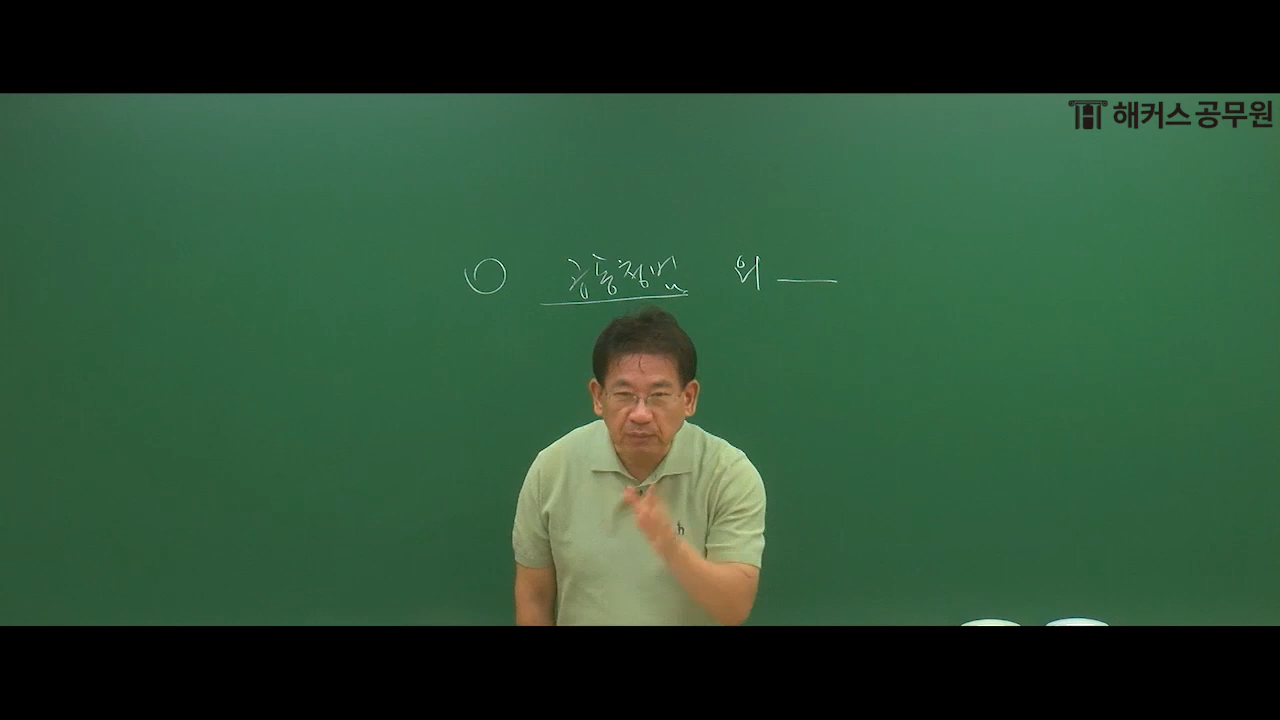 해커스 공무원
○ 공동정범 의 —